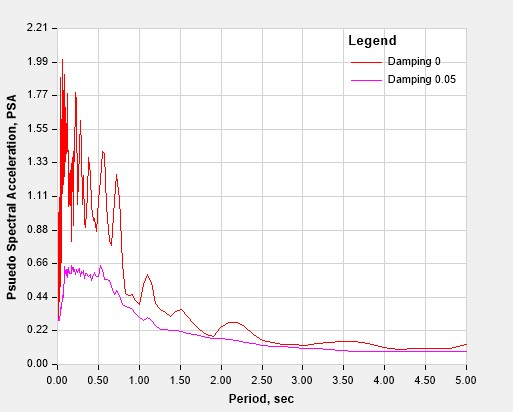 2.21
1.99
1.77
1.55
1.33
1.11
0.88
0.66
0.44
0.22
0.00
Psuedo Spectral Acceleration, PSA
Legend
Damping 0
Damping 0.05
0.00 0.50 1.00 1.50 2.00 2.50 3.00 3.50 4.00 4.50 5.00
Period, sec